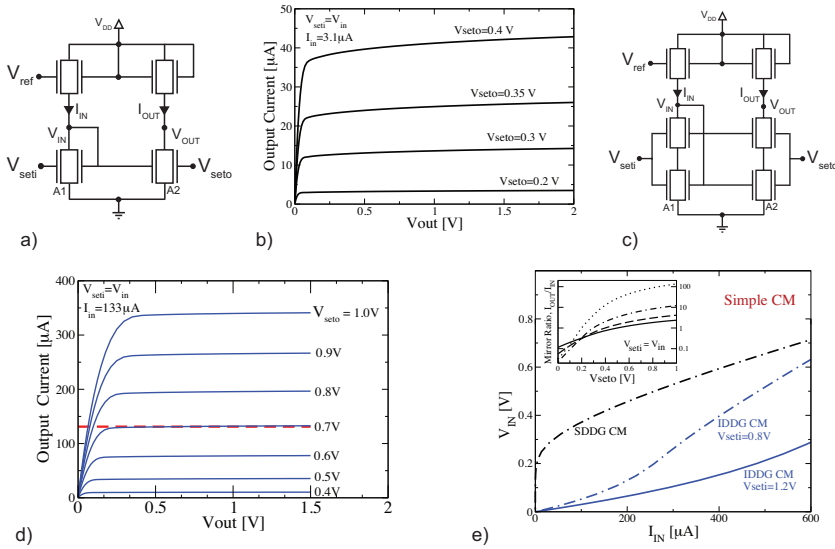 V_DD
V_ref
I_IN
I_OUT
V_IN
V_OUT
V_seti
V_seto
A1
A2
a)
V_seti=V_in
I_in=3.1μA
Vseto=0.4 V
Vseto=0.35 V
Vseto=0.3 V
Vseto=0.2 V
Output Current [μA]
50
40
30
20
10
0
0
0.5
1
1.5
2
Vout [V]
b)
V_DD
V_ref
I_IN
I_OUT
V_IN
V_OUT
V_seti
V_seto
A1
A2
c)
V_seti=V_in
I_in=133μA
V_seto = 1.0V
0.9V
0.8V
0.7V
0.6V
0.5V
0.4V
Output Current [μA]
400
300
200
100
0
0
0.5
1
1.5
2
Vout [V]
d)
Simple CM
Mirror Ratio, I_OUT/I_IN
100
10
1
0.1
V_seti = V_in
0
0.2
0.4
0.6
0.8
1
Vseto [V]
SDDG CM
IDDG CM
Vseti=0.8V
IDDG CM
Vseti=1.2V
V_IN [V]
1
0.8
0.6
0.4
0.2
0
0
200
400
600
I_IN [μA]
e)